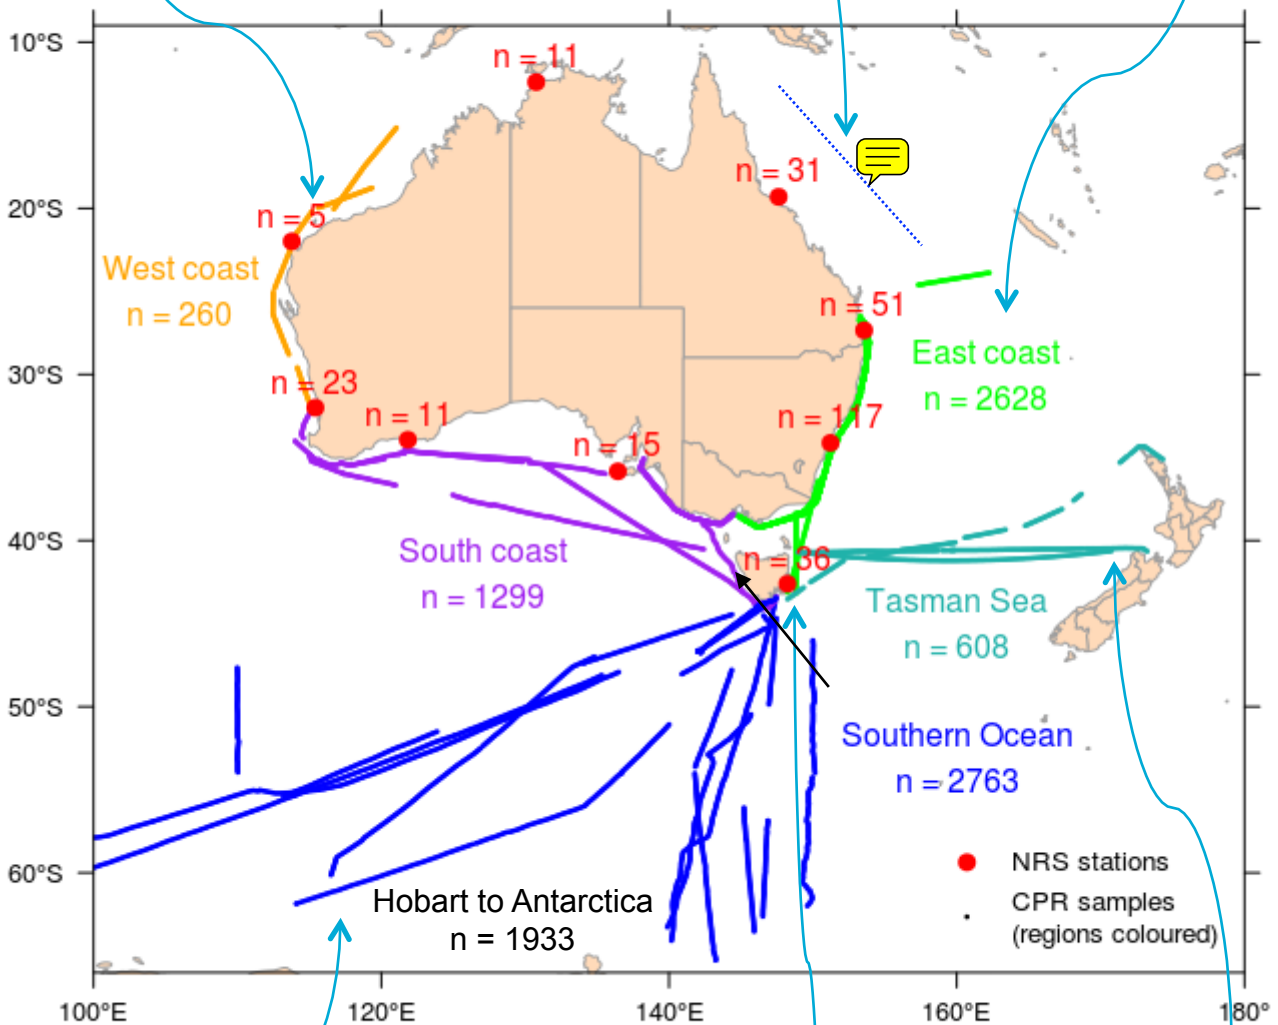 10°S
20°S
30°S
40°S
50°S
60°S
n = 11
n = 31
n = 5
West coast
n = 260
n = 51
East coast
n = 2628
n = 23
n = 11
n = 15
n = 117
South coast
n = 1299
n = 36
Tasman Sea
n = 608
Southern Ocean
n = 2763
Hobart to Antarctica
n = 1933
NRS stations
CPR samples
(regions coloured)
100°E
120°E
140°E
160°E
180°